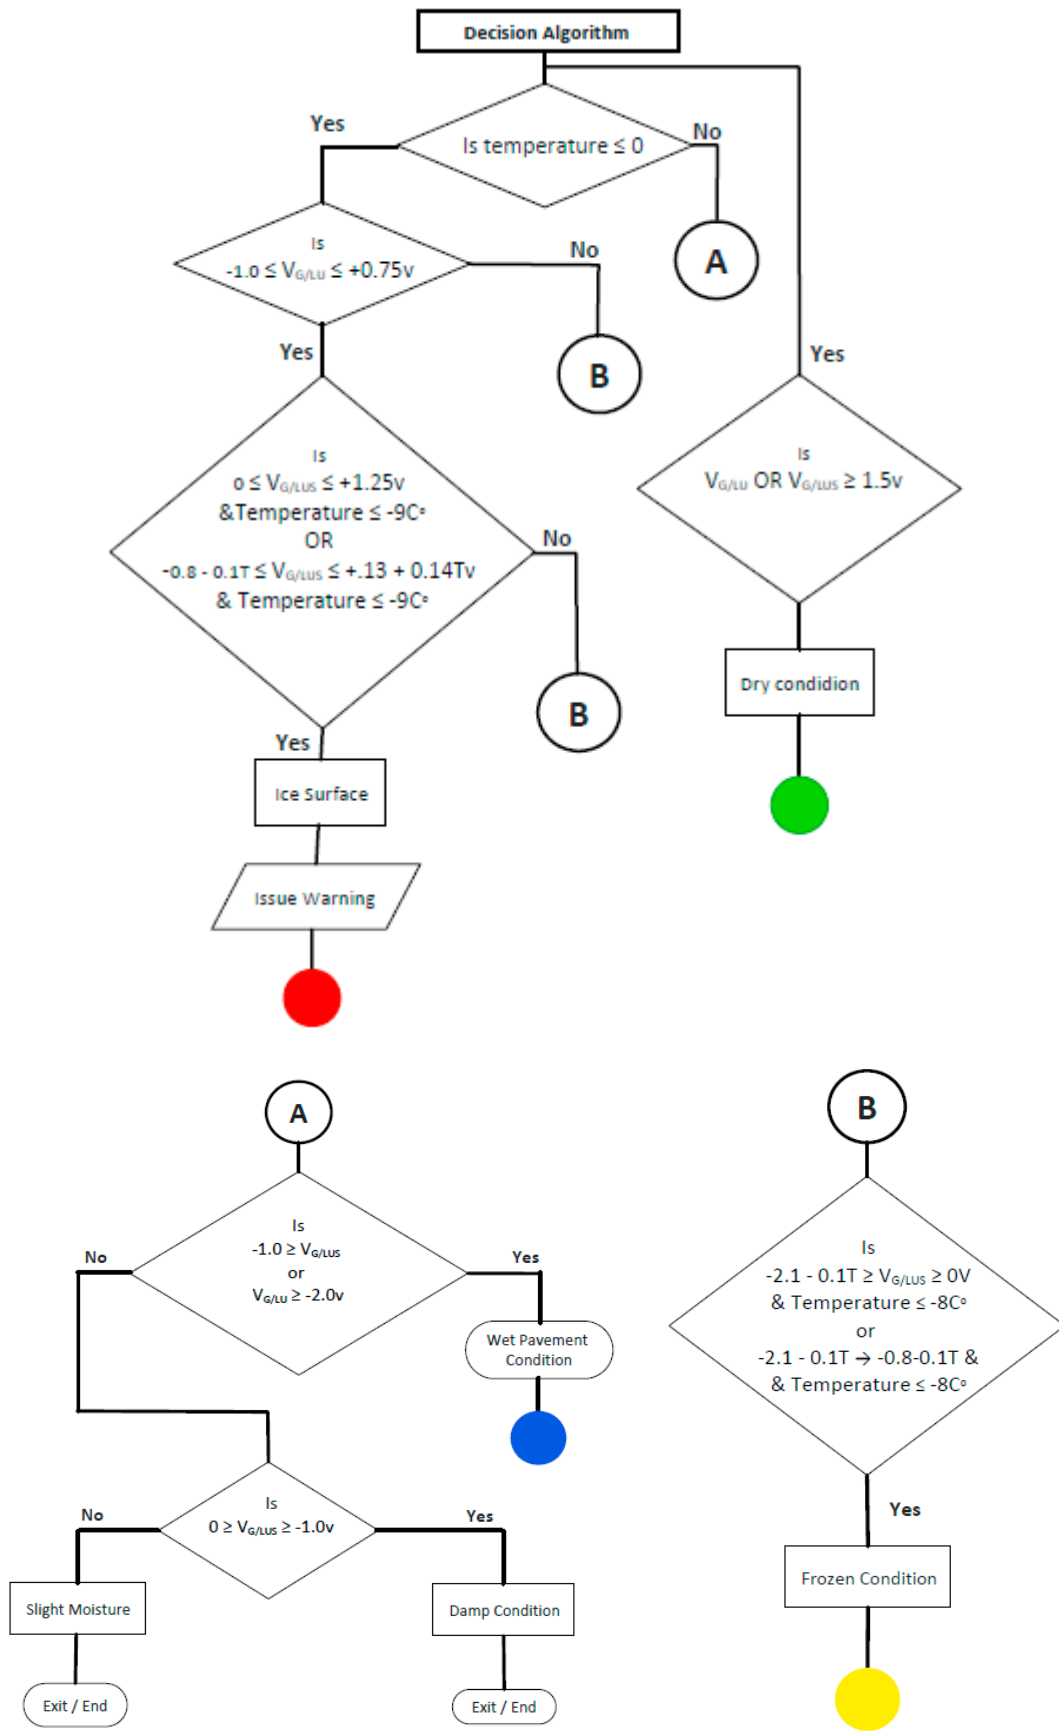 Decision Algorithm
Yes
Is temperature ≤ 0
No
A
Is
-1.0 ≤ VG/LU ≤ +0.75v
No
B
Yes
Is
0 ≤ VG/LUS ≤ +1.25v
&Temperature ≤ -9Cº
OR
-0.8 - 0.1T ≤ VG/LUS ≤ +.13 + 0.14Tv
& Temperature ≤ -9Cº
No
B
Yes
Ice Surface
Issue Warning
Yes
Is
VG/LU OR VG/LUS ≥ 1.5v
Dry condidion
A
Is
-1.0 ≥ VG/LUS
or
VG/LU ≥ -2.0v
No
Yes
Wet Pavement
Condition
Is
0 ≥ VG/LUS ≥ -1.0v
No
Yes
Slight Moisture
Damp Condition
Exit / End
Exit / End
B
Is
-2.1 - 0.1T ≥ VG/LUS ≥ 0V
& Temperature ≤ -8Cº
or
-2.1 - 0.1T → -0.8-0.1T &
& Temperature ≤ -8Cº
Yes
Frozen Condition